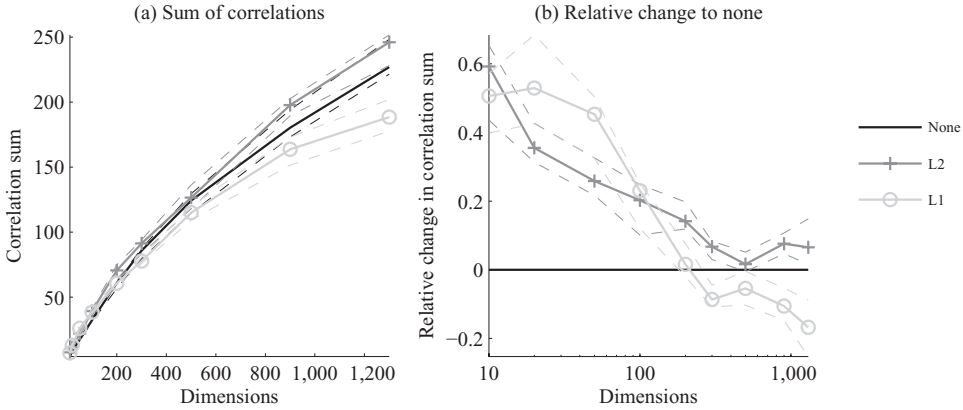 (a) Sum of correlations
Correlation sum
250
200
150
100
50
200 400 600 800 1,000 1,200
Dimensions
(b) Relative change to none
Relative change in correlation sum
0.6
0.4
0.2
0
−0.2
10 100 1,000
Dimensions
None
L2
L1